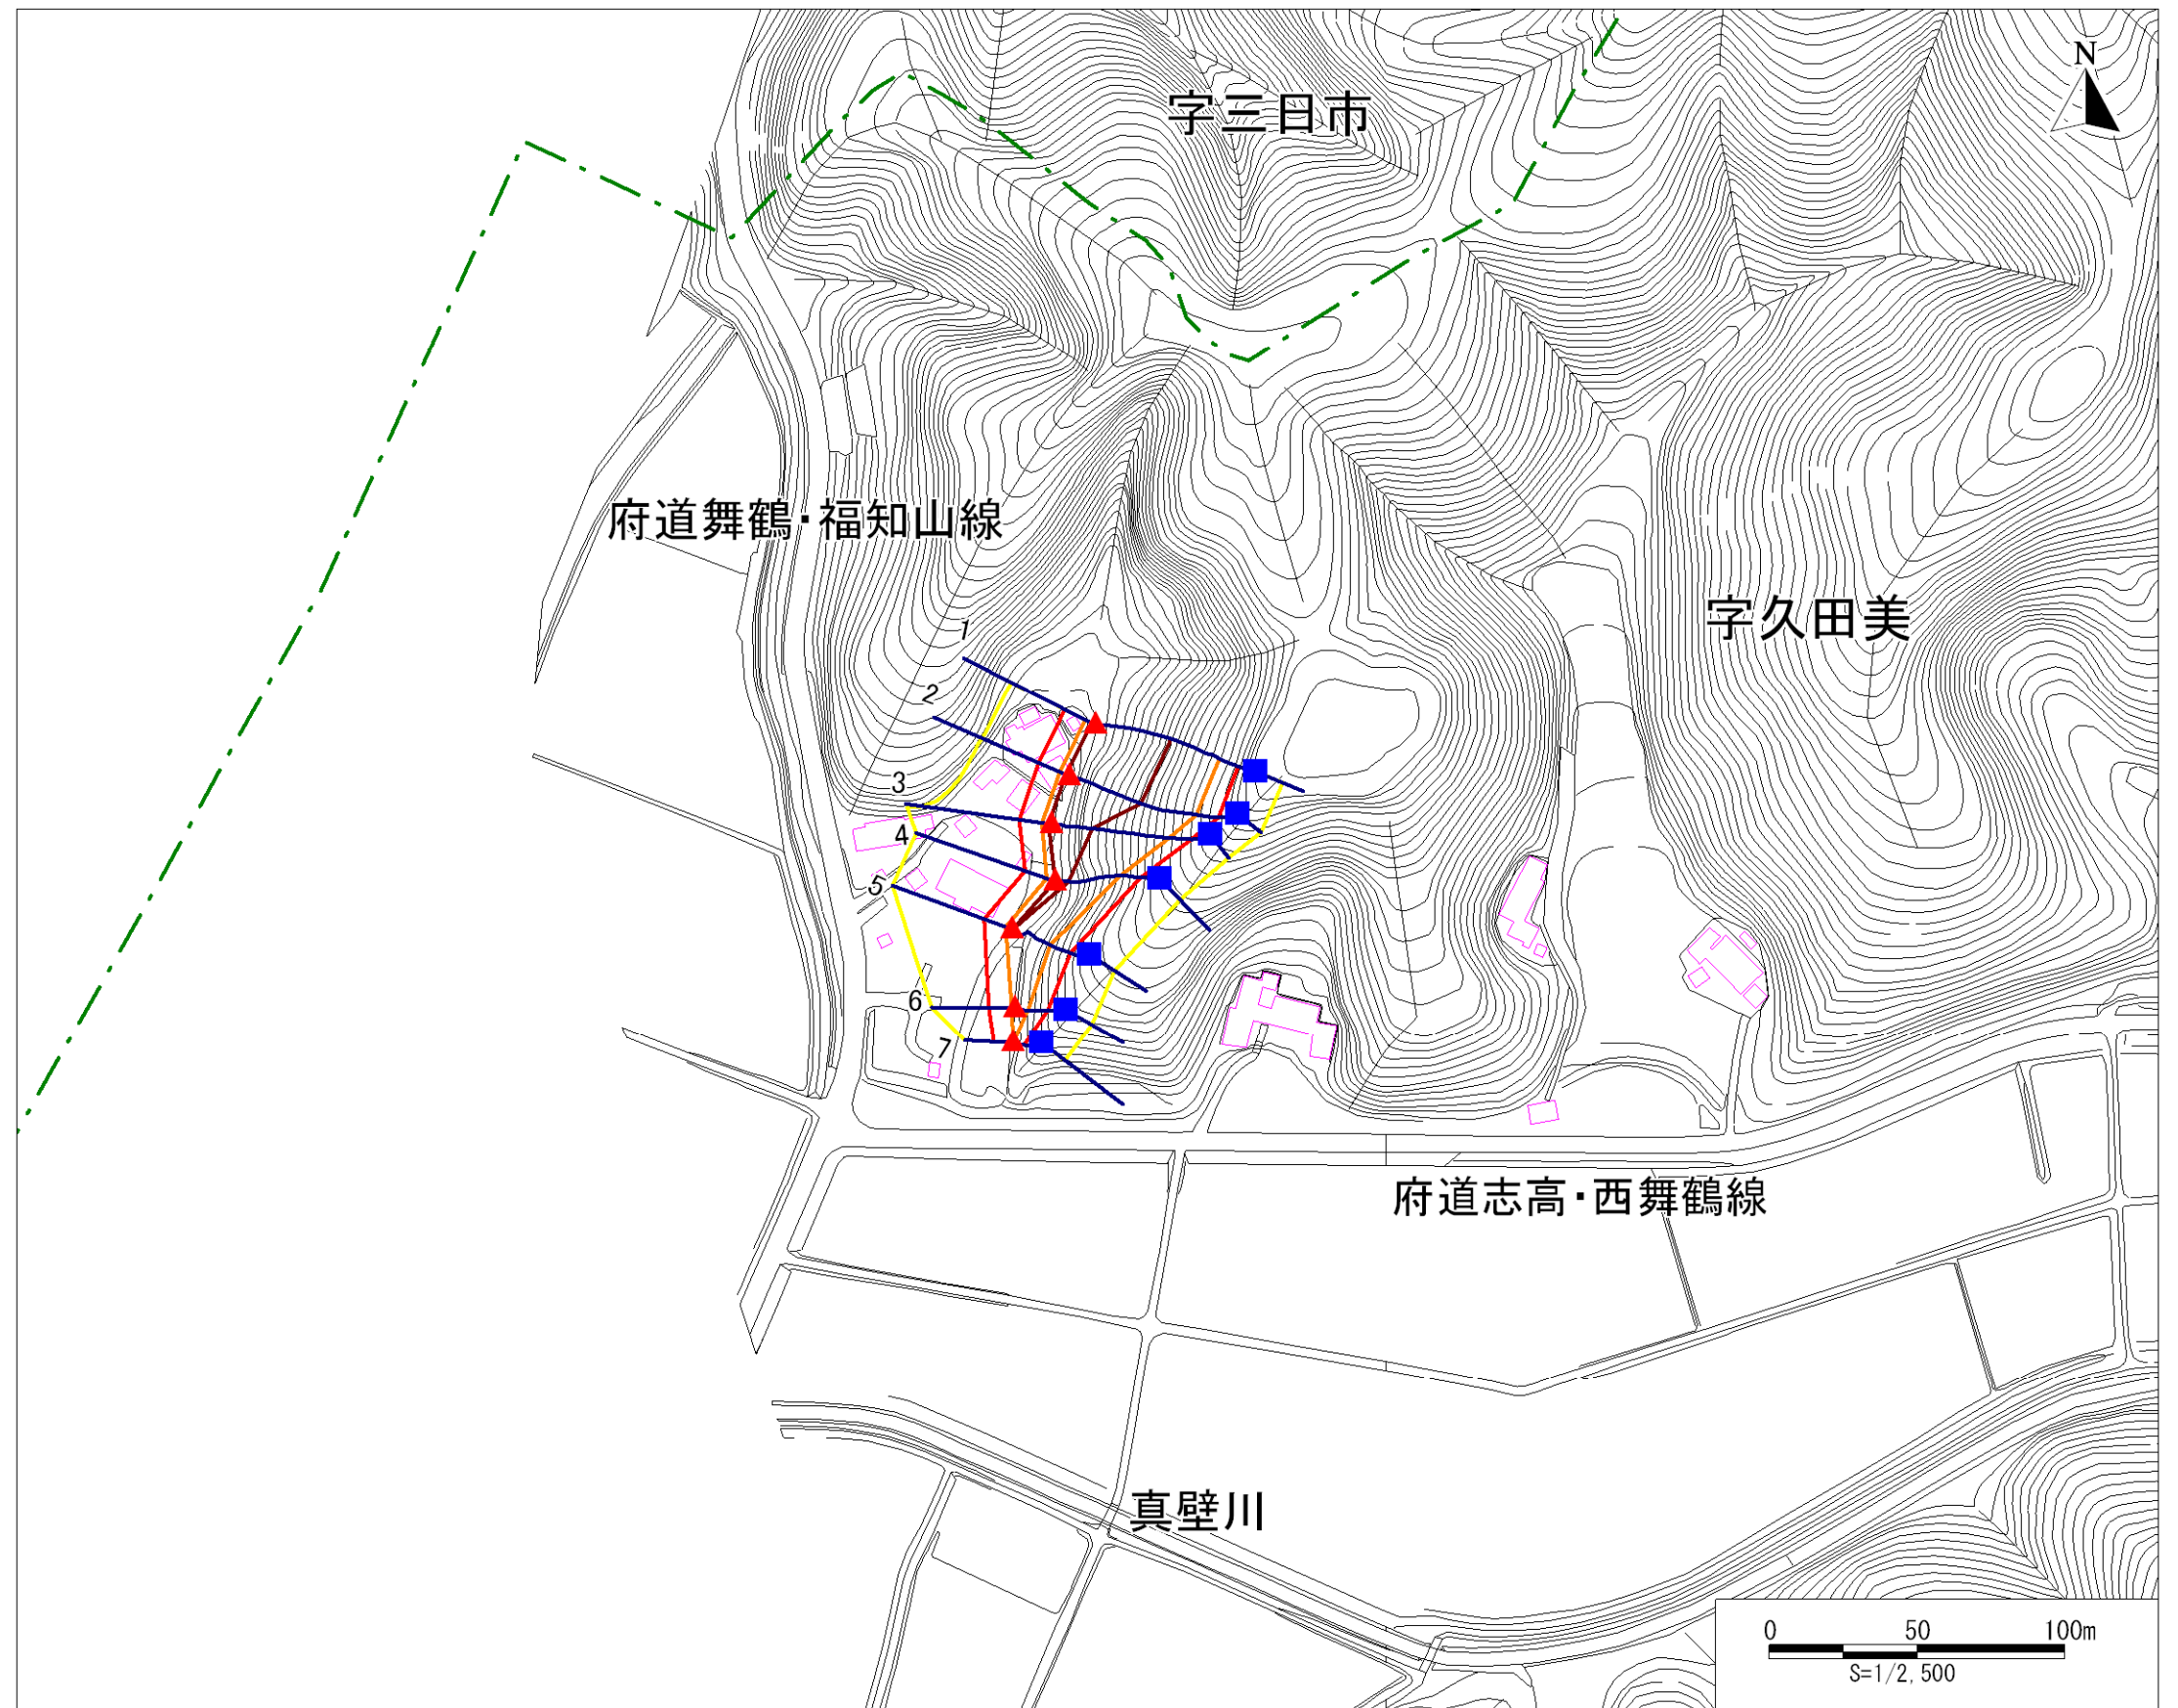 N
字三日市
府道舞鶴・福知山線
字久田美
1
2
3
4
5
6
7
府道志高・西舞鶴線
真壁川
0 50 100m
S=1/2,500